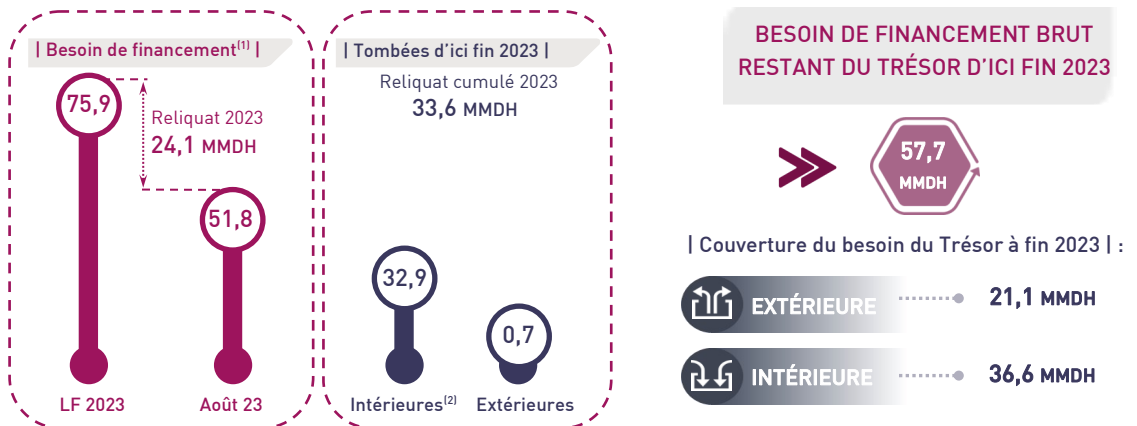 | Besoin de financement(1) |
75,9
Reliquat 2023
24,1 MMDH
51,8
LF 2023
Août 23
| Tombées d'ici fin 2023 |
Reliquat cumulé 2023
33,6 MMDH
32,9
0,7
Intérieures(2)
Extérieures
BESOIN DE FINANCEMENT BRUT
RESTANT DU TRÉSOR D'ICI FIN 2023
57,7
MMDH
| Couverture du besoin du Trésor à fin 2023 | :
EXTÉRIEURE
21,1 MMDH
INTÉRIEURE
36,6 MMDH